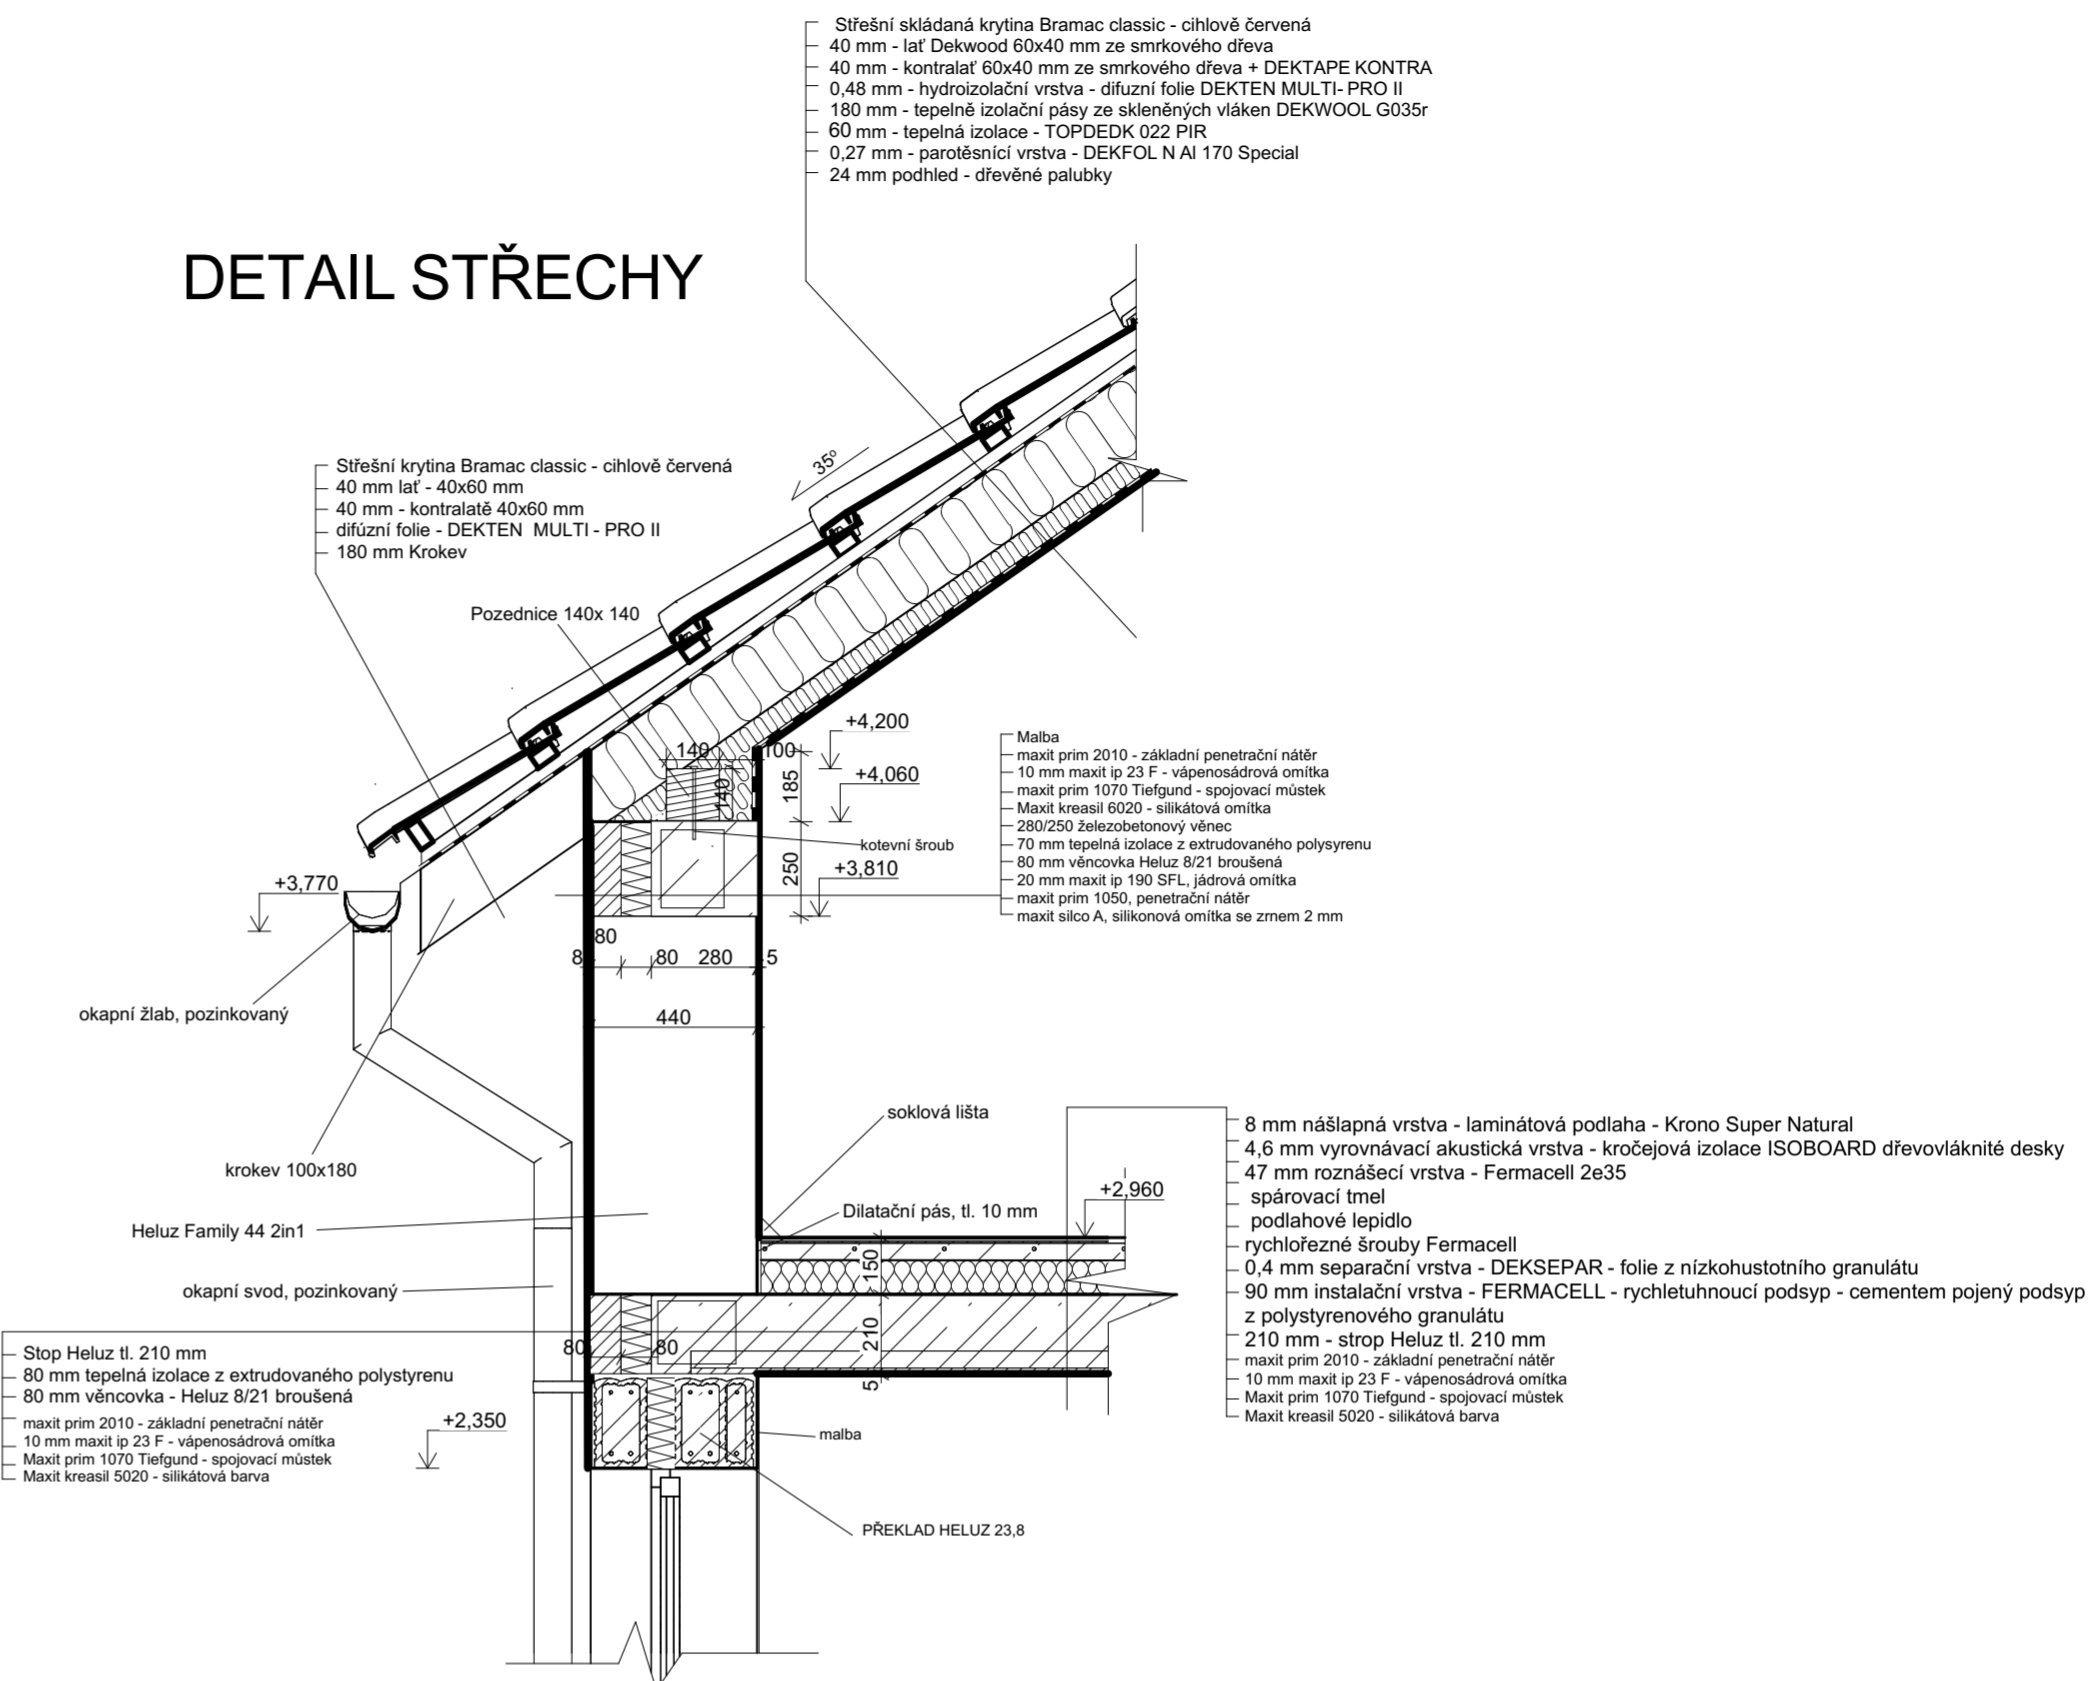 Střešní skládaná krytina Bramac classic - cihlově červená
40 mm - lať Dekwood 60x40 mm ze smrkového dřeva
40 mm - kontralať 60x40 mm ze smrkového dřeva + DEKTAPE KONTRA
0,48 mm - hydroizolační vrstva - difuzní folie DEKTEN MULTI- PRO II
180 mm - tepelně izolační pásy ze skleněných vláken DEKWOOL G035r
60 mm - tepelná izolace - TOPDEDK 022 PIR
0,27 mm - parotěsnící vrstva - DEKFOL N Al 170 Special
24 mm podhled - dřevěné palubky
DETAIL STŘECHY
35°
Střešní krytina Bramac classic - cihlově červená
40 mm lať - 40x60 mm
40 mm - kontralatě 40x60 mm
difúzní folie - DEKTEN MULTI - PRO II
180 mm Krokev
Pozednice 140x 140
+4,200
140
100
+4,060
185
140
kotevní šroub
250
+3,810
Malba
maxit prim 2010 - základní penetrační nátěr
10 mm maxit ip 23 F - vápenosádrová omítka
maxit prim 1070 Tiefgund - spojovací můstek
Maxit kreasil 6020 - silikátová omítka
280/250 železobetonový věnec
70 mm tepelná izolace z extrudovaného polysyrenu
80 mm věncovka Heluz 8/21 broušená
20 mm maxit ip 190 SFL, jádrová omítka
maxit prim 1050, penetrační nátěr
maxit silco A, silikonová omítka se zrnem 2 mm
+3,770
80
8
80
280
5
440
okapní žlab, pozinkovaný
krokev 100x180
Heluz Family 44 2in1
okapní svod, pozinkovaný
soklová lišta
Dilatační pás, tl. 10 mm
+2,960
150
210
5
80
80
8 mm nášlapná vrstva - laminátová podlaha - Krono Super Natural
4,6 mm vyrovnávací akustická vrstva - kročejová izolace ISOBOARD dřevovláknité desky
47 mm roznášecí vrstva - Fermacell 2e35
spárovací tmel
podlahové lepidlo
rychlořezné šrouby Fermacell
0,4 mm separační vrstva - DEKSEPAR - folie z nízkohustotního granulátu
90 mm instalační vrstva - FERMACELL - rychletuhnoucí podsyp - cementem pojený podsyp
z polystyrenového granulátu
210 mm - strop Heluz tl. 210 mm
maxit prim 2010 - základní penetrační nátěr
10 mm maxit ip 23 F - vápenosádrová omítka
Maxit prim 1070 Tiefgund - spojovací můstek
Maxit kreasil 5020 - silikátová barva
Stop Heluz tl. 210 mm
80 mm tepelná izolace z extrudovaného polystyrenu
80 mm věncovka - Heluz 8/21 broušená
maxit prim 2010 - základní penetrační nátěr
10 mm maxit ip 23 F - vápenosádrová omítka
Maxit prim 1070 Tiefgund - spojovací můstek
Maxit kreasil 5020 - silikátová barva
+2,350
malba
PŘEKLAD HELUZ 23,8